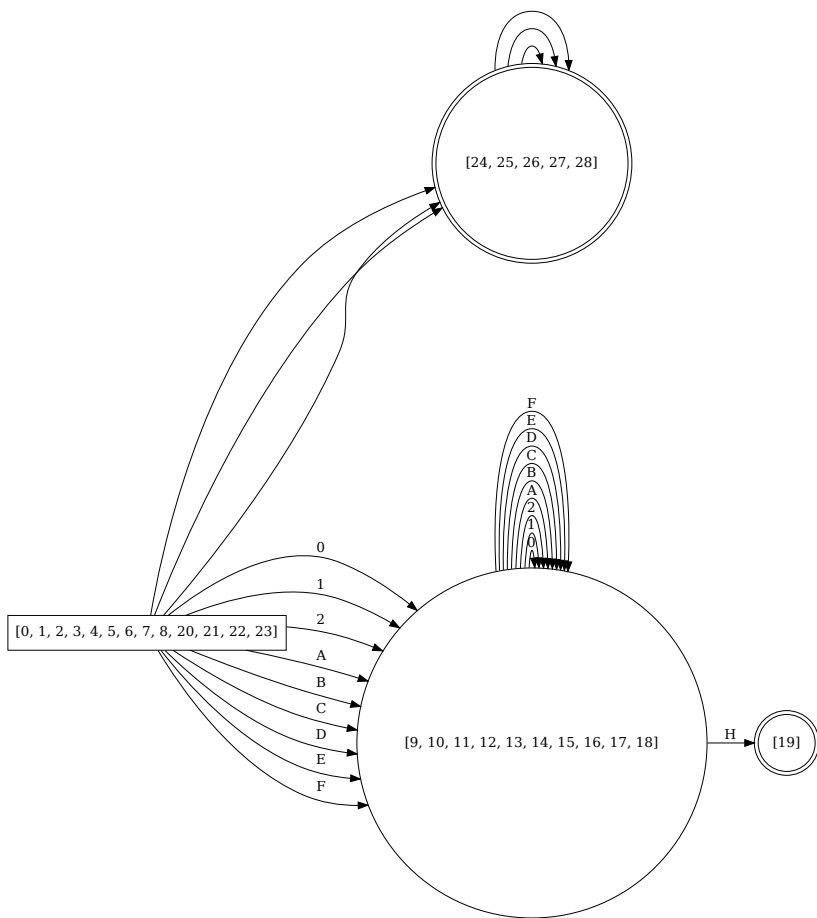 [24, 25, 26, 27, 28]
F
E
D
C
B
A
2
1
0
0
1
2
[0, 1, 2, 3, 4, 5, 6, 7, 8, 20, 21, 22, 23]
A
B
C
D
E
F
[9, 10, 11, 12, 13, 14, 15, 16, 17, 18]
H
[19]